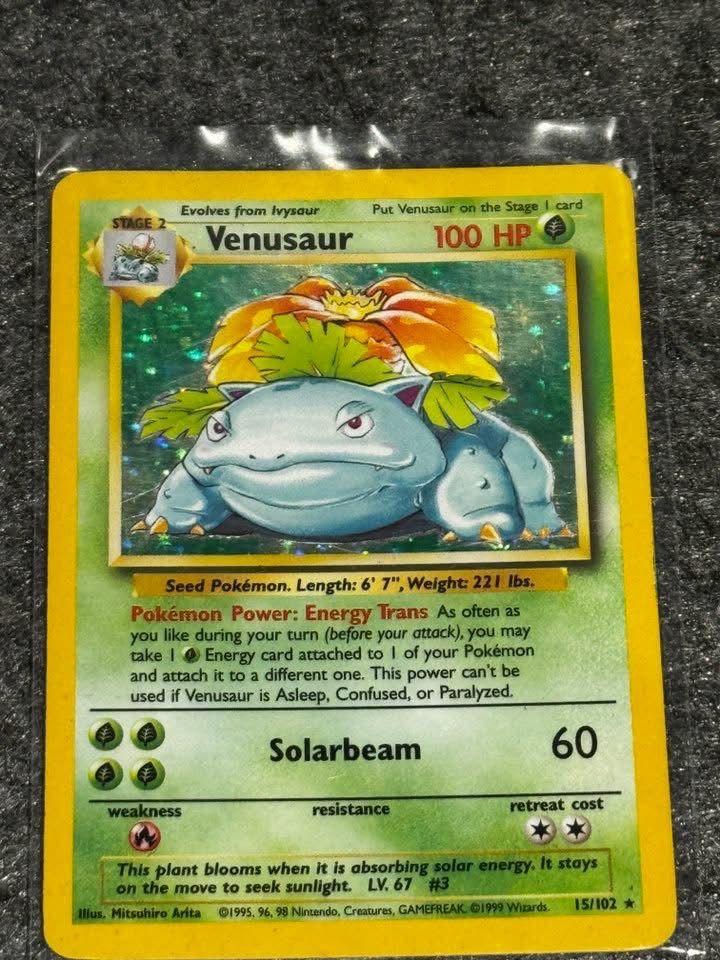 Evolves from Ivysaur Put Venusaur on the Stage 1 card
STAGE 2
Venusaur 100 HP
Seed Pokémon. Length: 6' 7", Weight: 221 lbs.
Pokémon Power: Energy Trans As often as
you like during your turn (before your attack), you may
take 1 Energy card attached to 1 of your Pokémon
and attach it to a different one. This power can't be
used if Venusaur is Asleep, Confused, or Paralyzed.
Solarbeam 60
weakness resistance retreat cost
This plant blooms when it is absorbing solar energy. It stays
on the move to seek sunlight. LV. 67 #3
Illus. Mitsuhiro Arita ©1995, 96, 98 Nintendo, Creatures, GAMEFREAK. ©1999 Wizards. 15/102 ★